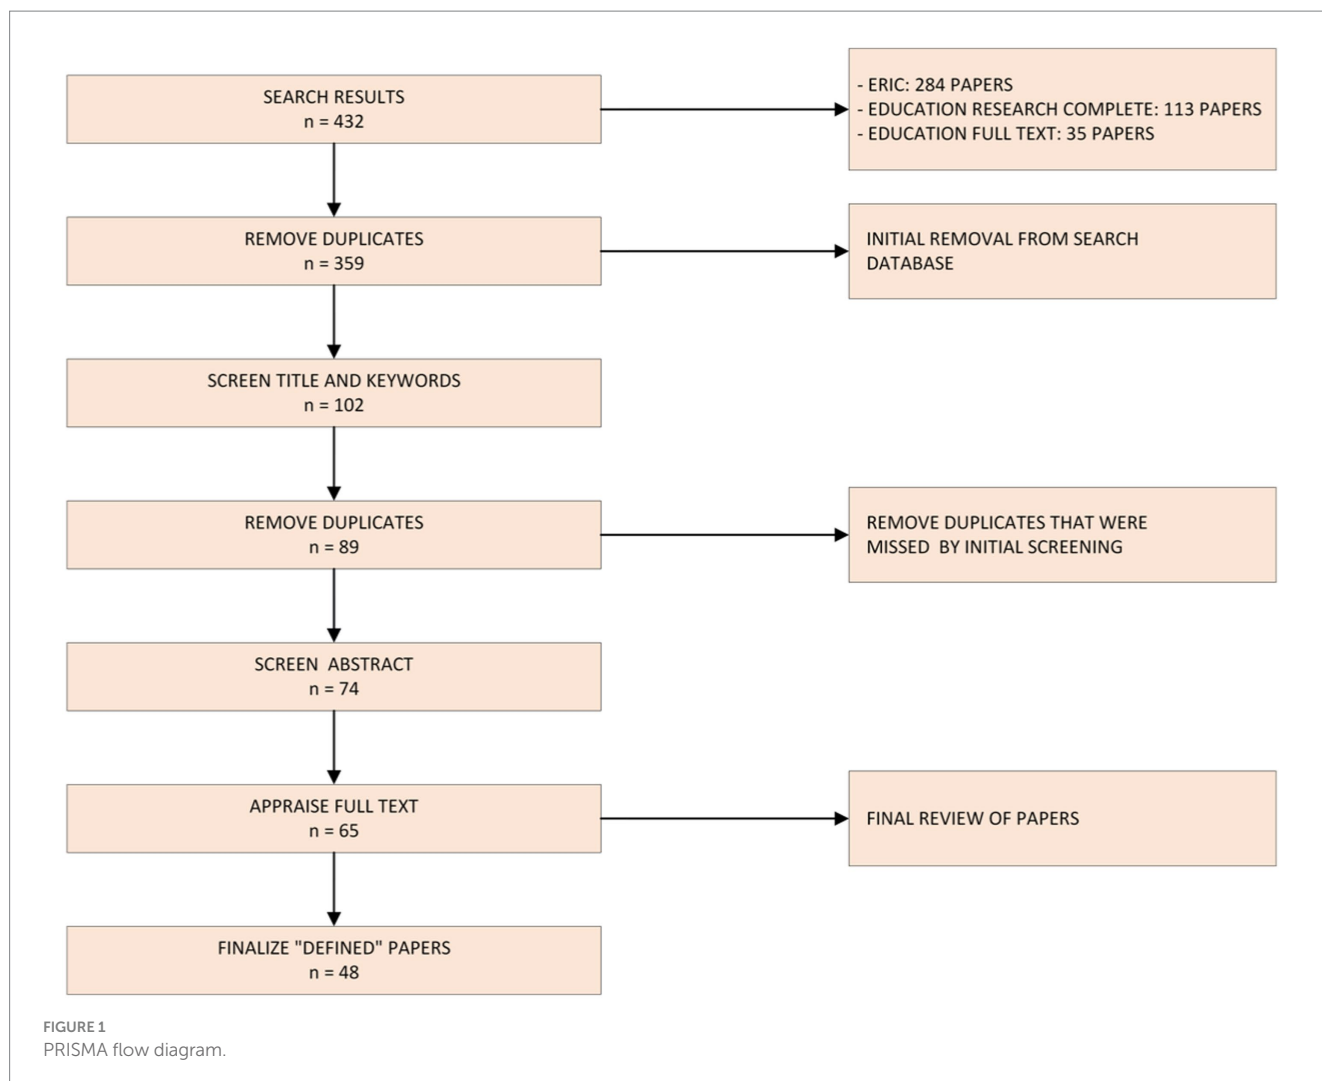 SEARCH RESULTS
n = 432
- ERIC: 284 PAPERS
- EDUCATION RESEARCH COMPLETE: 113 PAPERS
- EDUCATION FULL TEXT: 35 PAPERS
REMOVE DUPLICATES
n = 359
INITIAL REMOVAL FROM SEARCH
DATABASE
SCREEN TITLE AND KEYWORDS
n = 102
REMOVE DUPLICATES
n = 89
REMOVE DUPLICATES THAT WERE
MISSED BY INITIAL SCREENING
SCREEN ABSTRACT
n = 74
APPRAISE FULL TEXT
n = 65
FINAL REVIEW OF PAPERS
FINALIZE "DEFINED" PAPERS
n = 48
FIGURE 1
PRISMA flow diagram.